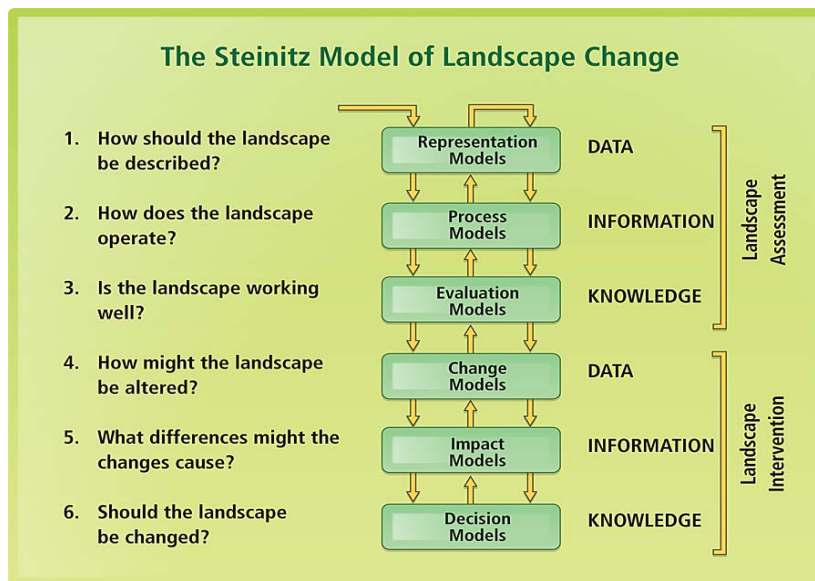 The Steinitz Model of Landscape Change
1. How should the landscape
be described?
Representation
Models
DATA
2. How does the landscape
operate?
Process
Models
INFORMATION
3. Is the landscape working
well?
Evaluation
Models
KNOWLEDGE
Landscape
Assessment
4. How might the landscape
be altered?
Change
Models
DATA
5. What differences might the
changes cause?
Impact
Models
INFORMATION
6. Should the landscape
be changed?
Decision
Models
KNOWLEDGE
Landscape
Intervention